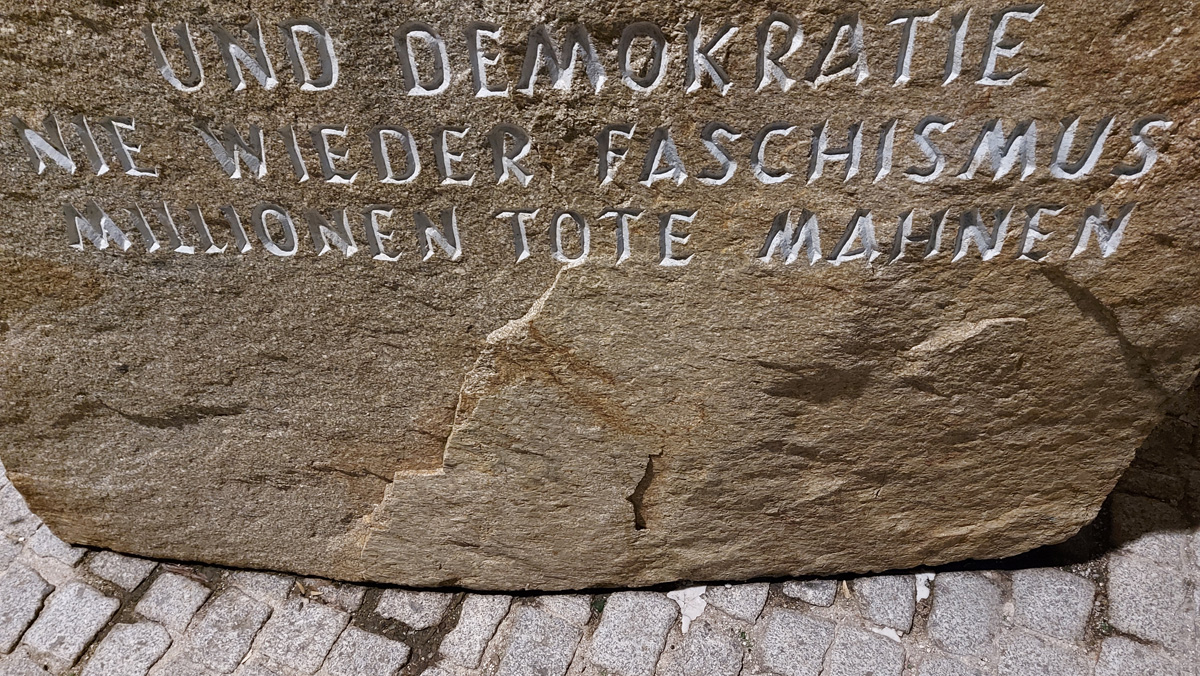 UND DEMOKRATIE
NIE WIEDER FASCHISMUS
MILLIONEN TOTE MAHNEN